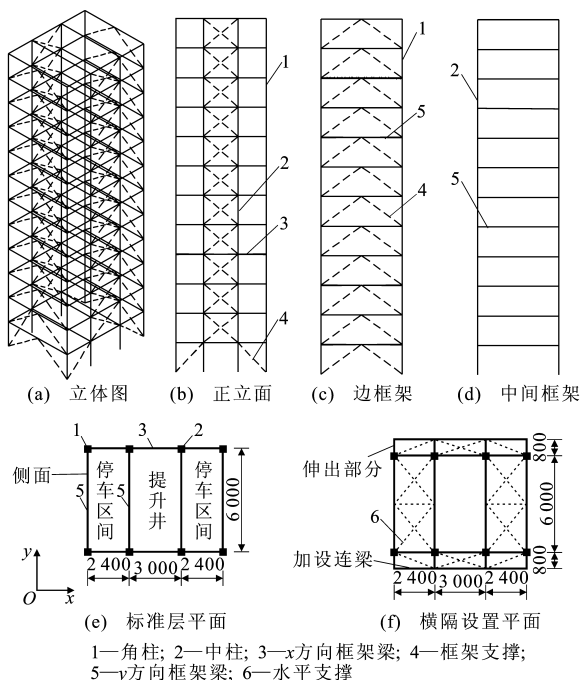 1
2
3
4
1
5
4
2
5
(a) 立体图
(b) 正立面
(c) 边框架
(d) 中间框架
1
3
2
侧面
5
停车区间
5
提升井
停车区间
6 000
y
O
x
2 400
3 000
2 400
(e) 标准层平面
伸出部分
800
6 000
6
加设连梁
800
2 400
3 000
2 400
(f) 横隔设置平面
1—角柱; 2—中柱; 3—x方向框架梁; 4—框架支撑;
5—y方向框架梁; 6—水平支撑